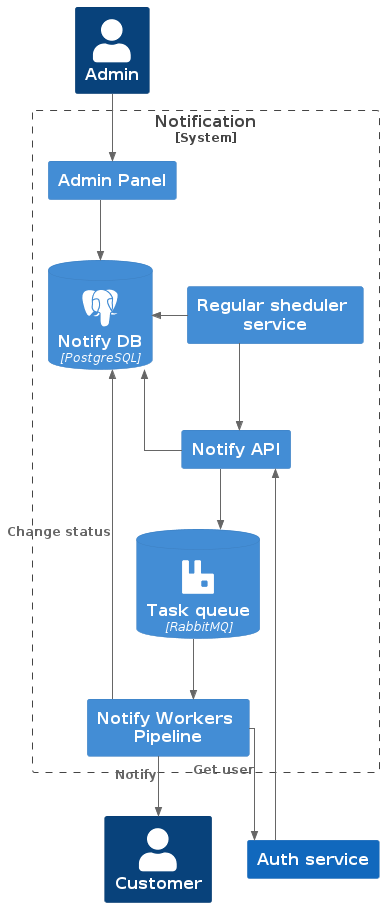 Admin
Notification
[System]
Admin Panel
Regular sheduler
service
Notify DB
[PostgreSQL]
Notify API
Change status
Task queue
[RabbitMQ]
Notify Workers
Pipeline
Notify
Get user
Auth service
Customer